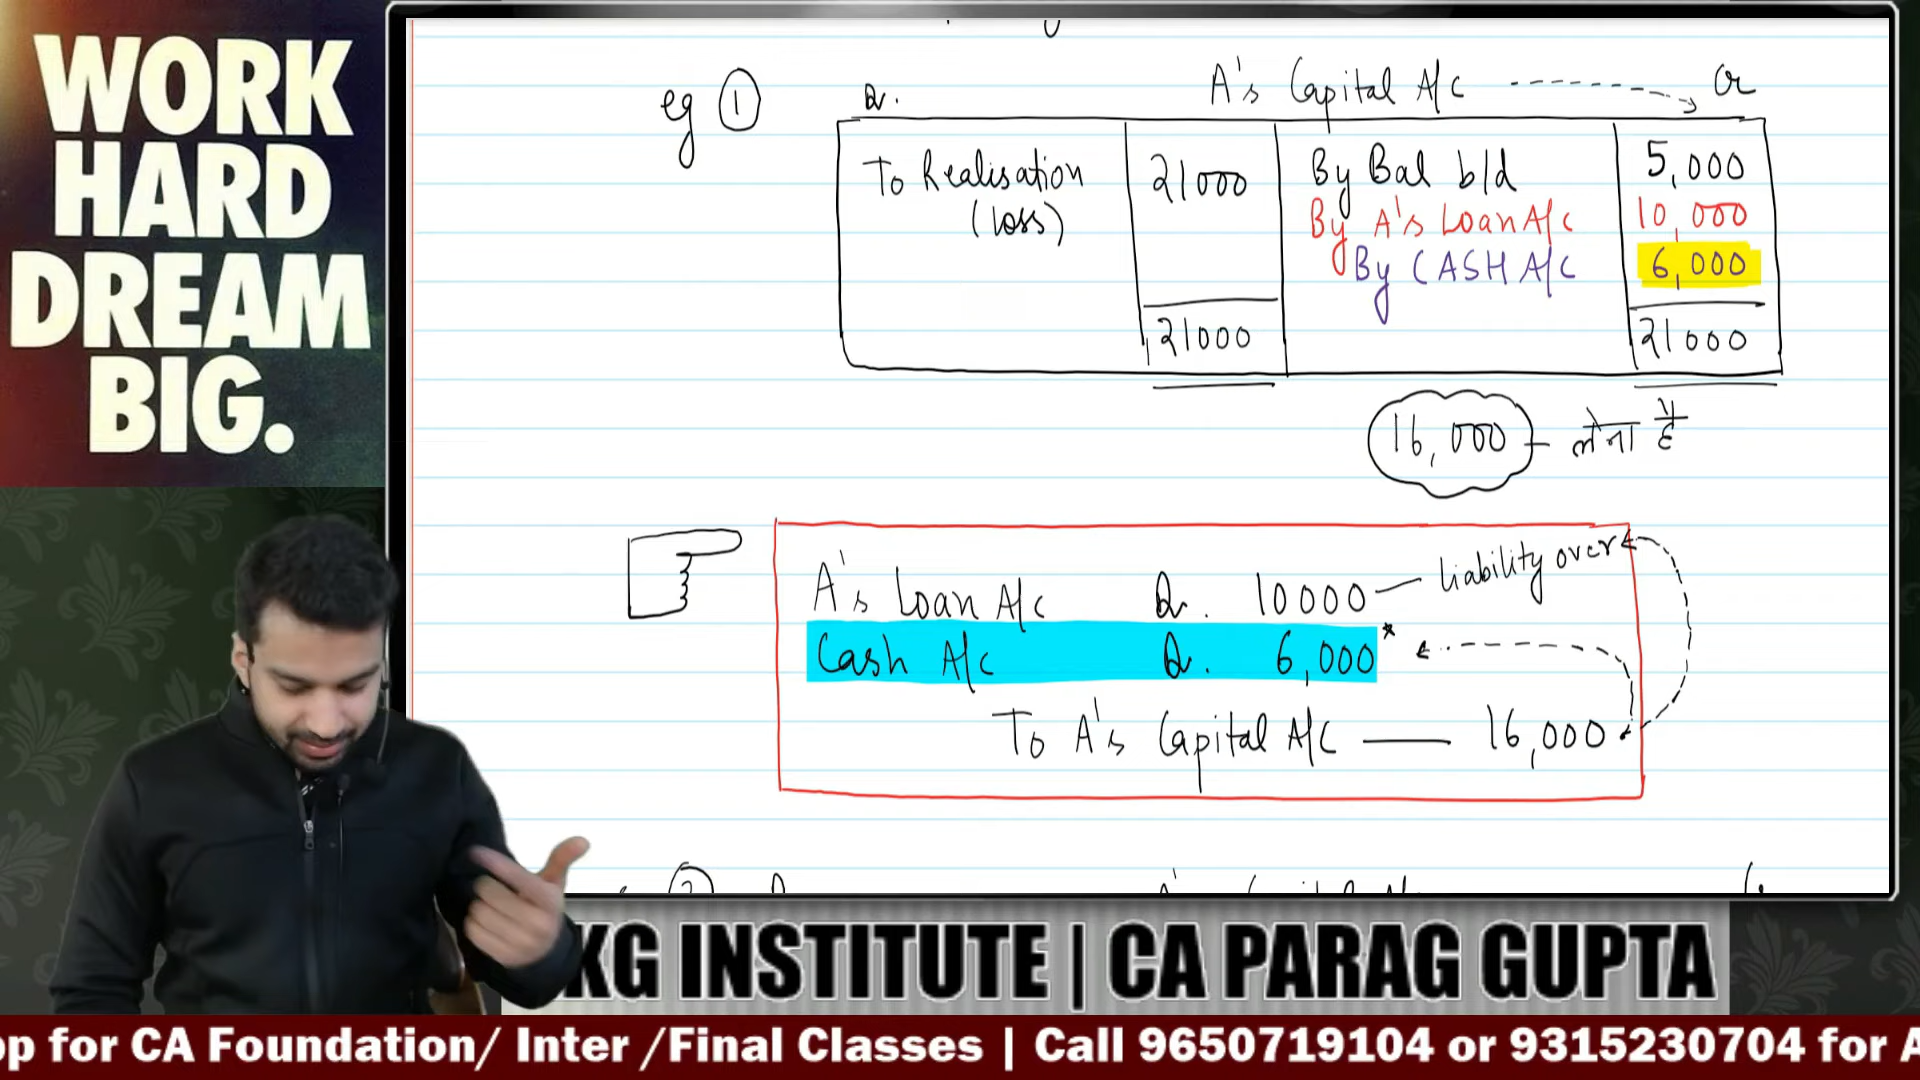 WORK
HARD
DREAM
BIG.
eg ① Dr. A's Capital A/c Cr
To Realisation 21000 By Bal b/d 5,000
(loss) By A's Loan A/c 10,000
By CASH A/c 6,000
21000 21000
16,000 - लेना है
A's Loan A/c Dr. 10000 — liability over
Cash A/c Dr. 6,000*
To A's Capital A/c — 16,000
KG INSTITUTE | CA PARAG GUPTA
op for CA Foundation/ Inter /Final Classes | Call 9650719104 or 9315230704 for A